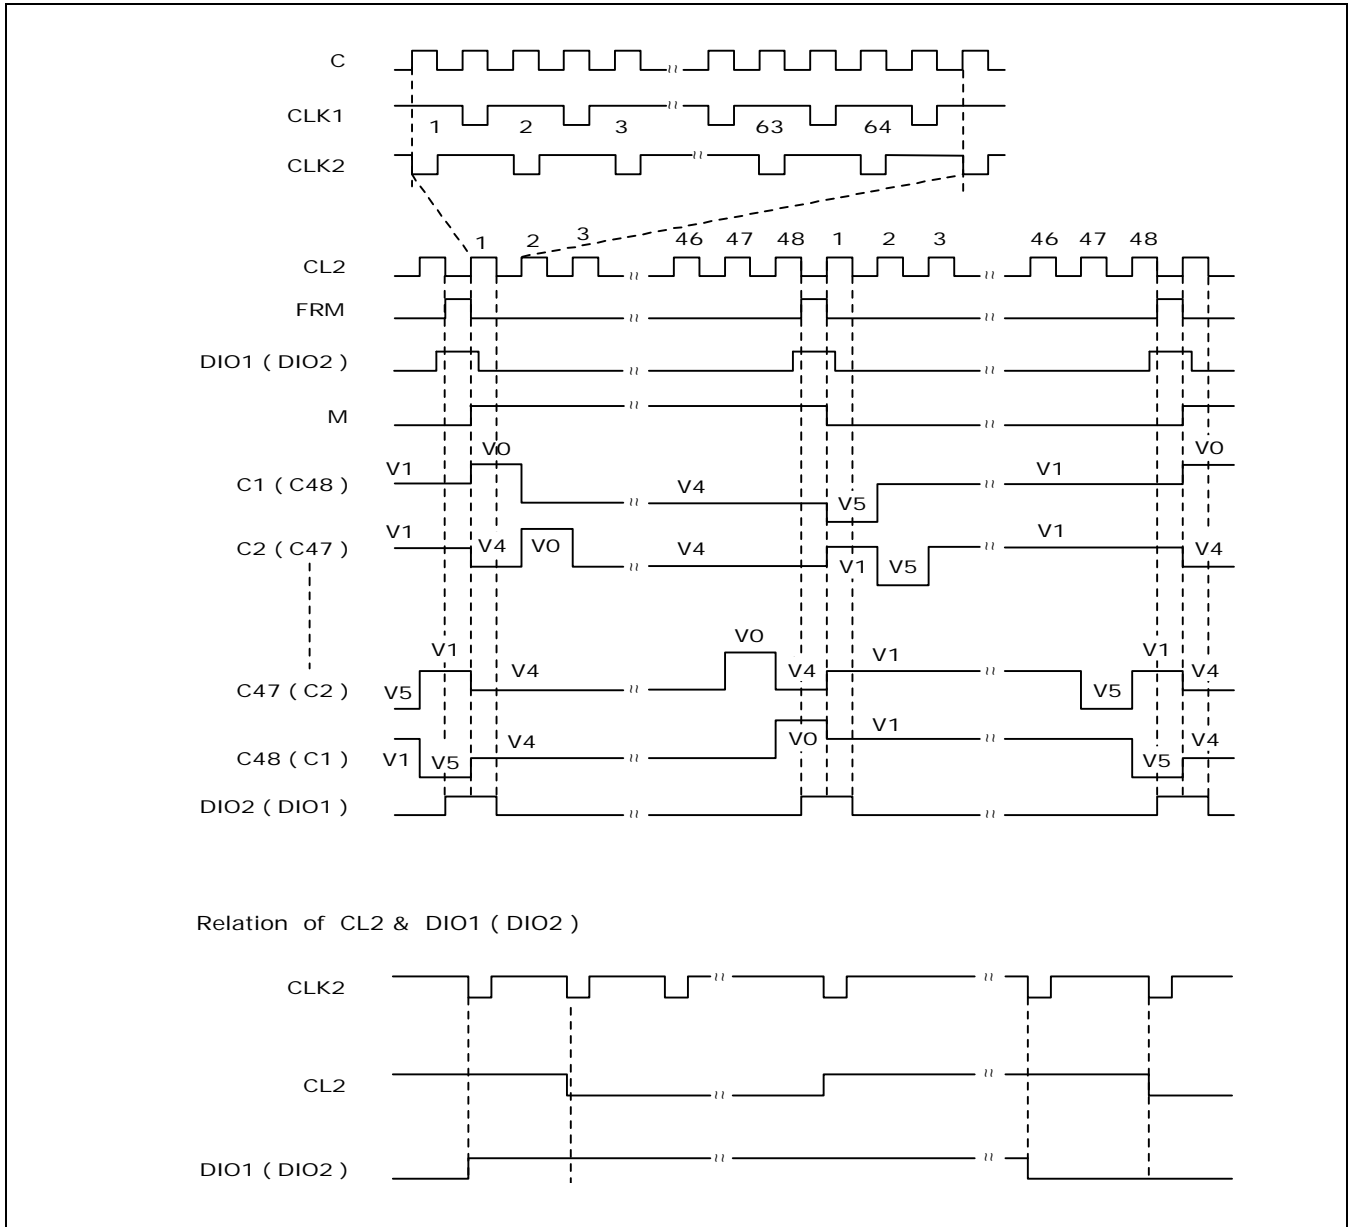 C
CLK1
1 2 3 63 64
CLK2
1 2 3 46 47 48 1 2 3 46 47 48
CL2
FRM
DIO1 ( DIO2 )
M
V1 V0 V4 V5 V1 V0
C1 ( C48 )
V1 V4 V0 V4 V1 V5 V1 V4
C2 ( C47 )
V5 V1 V4 V0 V4 V1 V5 V1 V4
C47 ( C2 )
V1 V5 V4 V0 V1 V5 V4
C48 ( C1 )
DIO2 ( DIO1 )
Relation of CL2 & DIO1 ( DIO2 )
CLK2
CL2
DIO1 ( DIO2 )